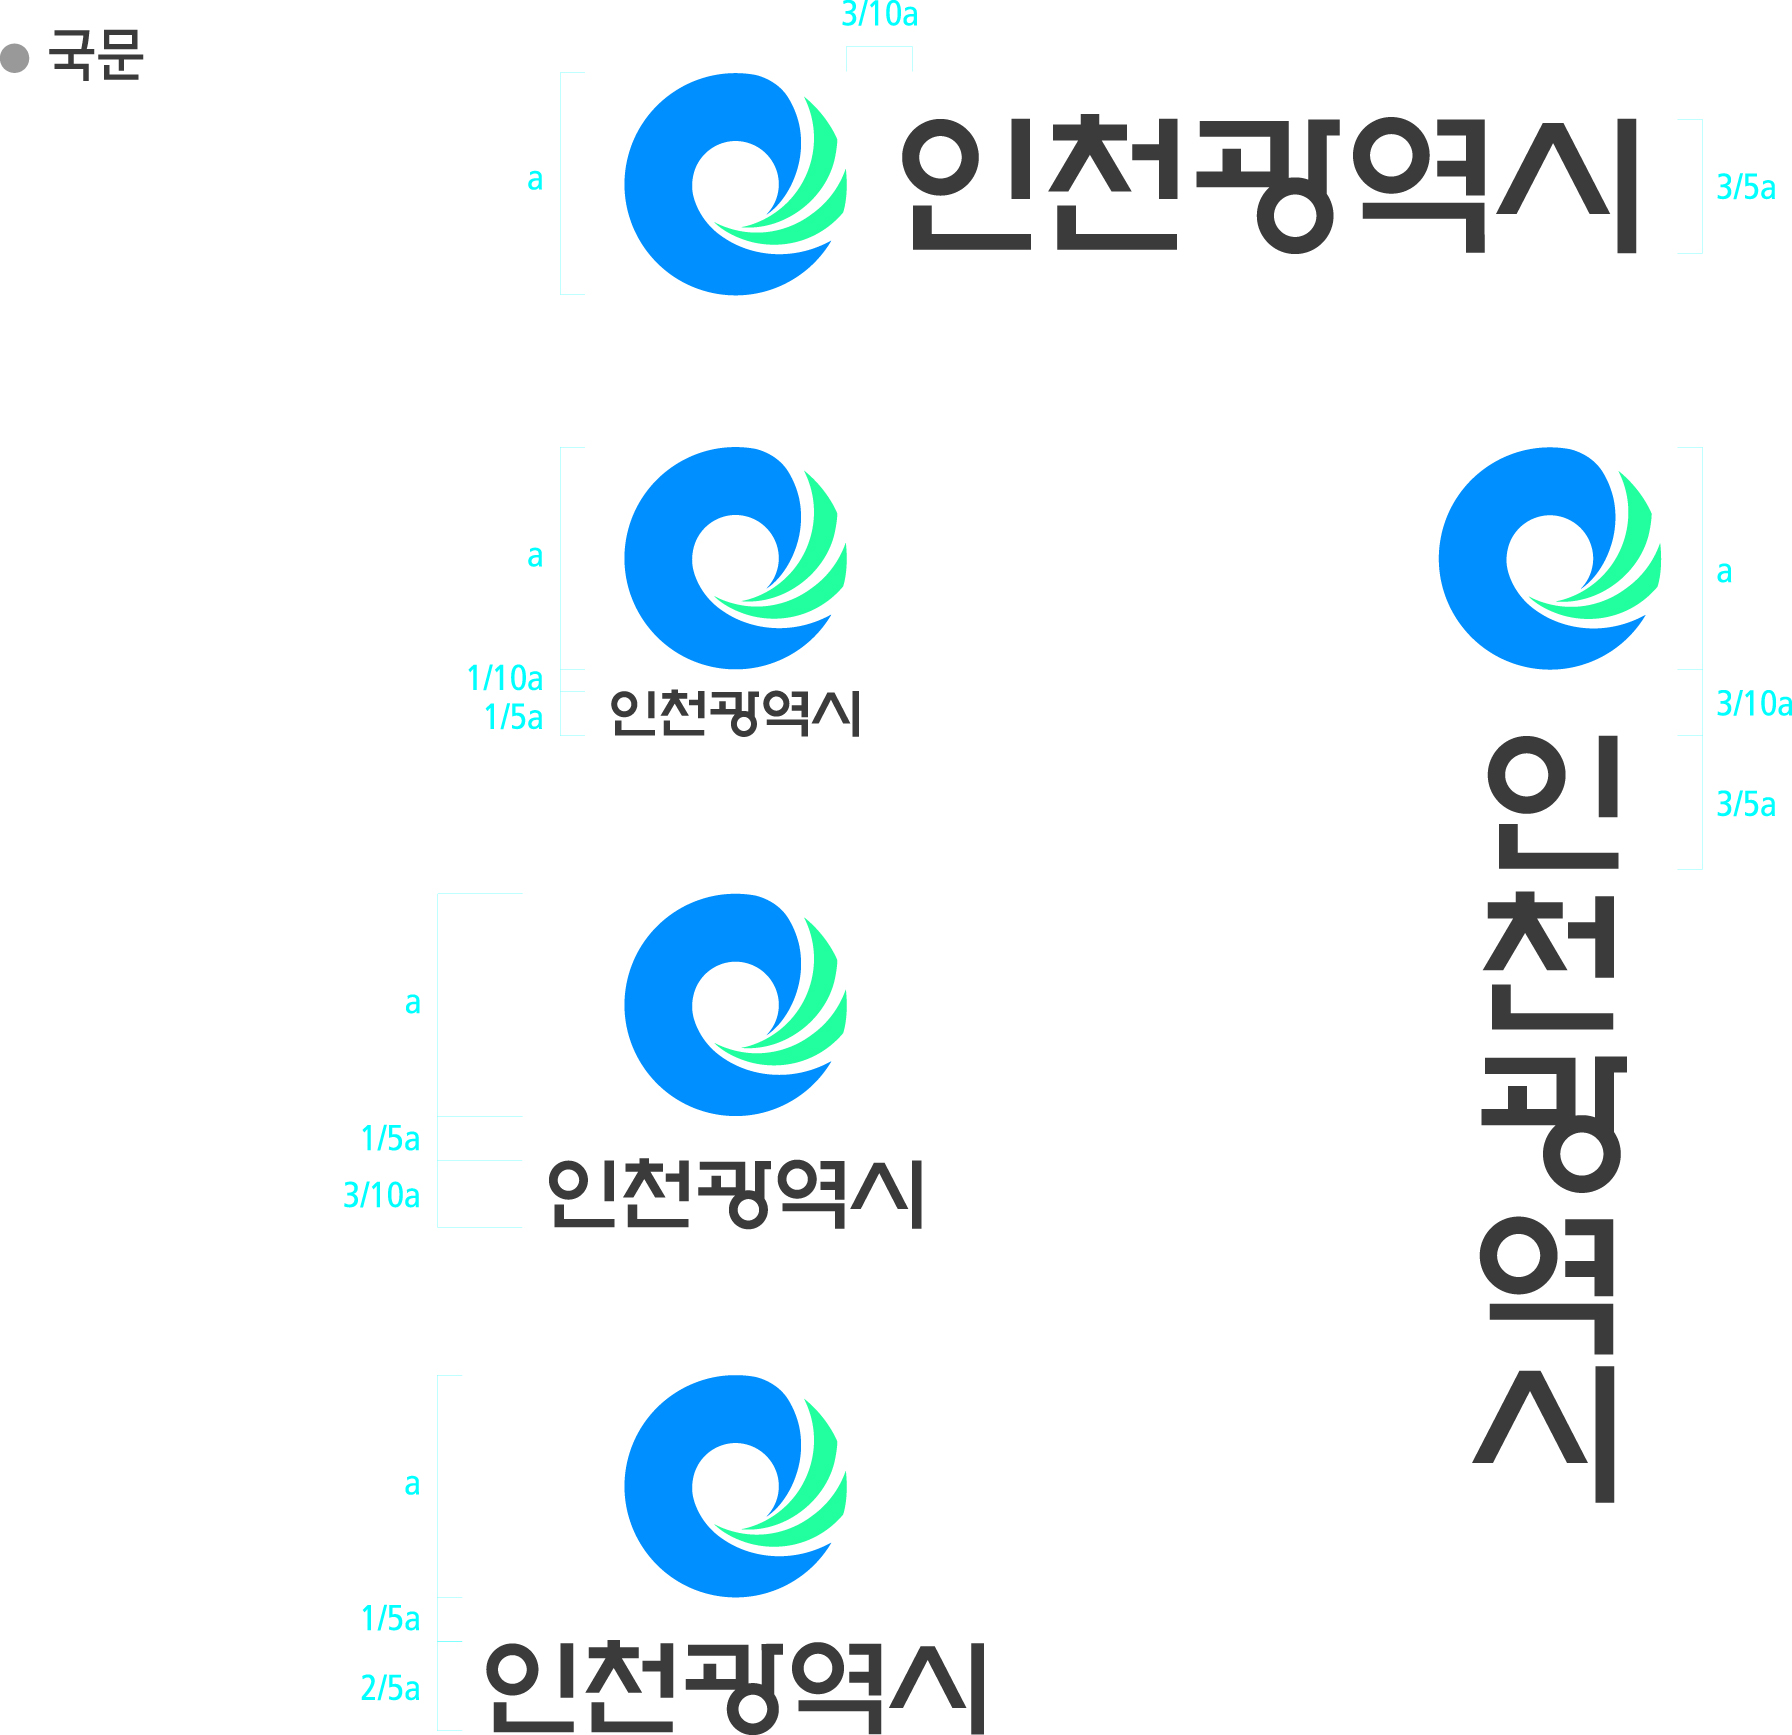 3/10a
국문
a
인천광역시
3/5a
a
1/10a
1/5a
인천광역시
a
3/10a
3/5a
인
천
광
역
시
a
1/5a
3/10a
인천광역시
a
1/5a
2/5a
인천광역시